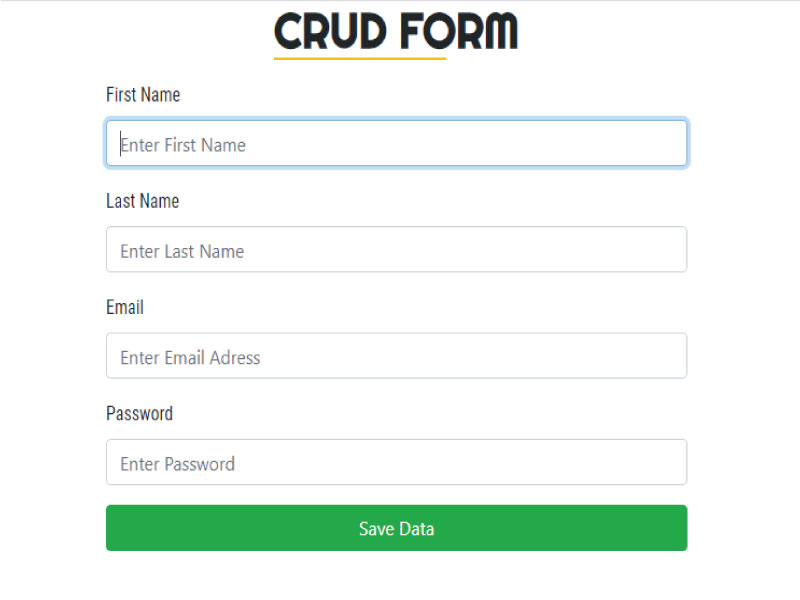 CRUD FORM
First Name
Enter First Name
Last Name
Enter Last Name
Email
Enter Email Adress
Password
Enter Password
Save Data